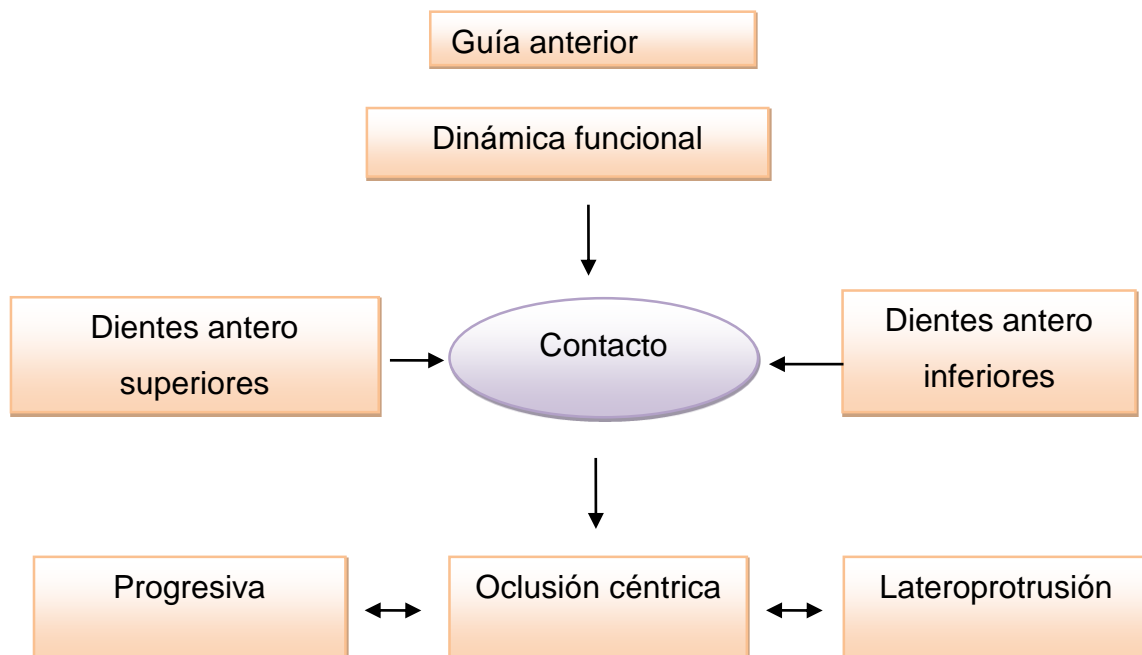 Guía anterior
Dinámica funcional
Dientes antero
superiores
Contacto
Dientes antero
inferiores
Progresiva
Oclusión céntrica
Lateroprotrusión